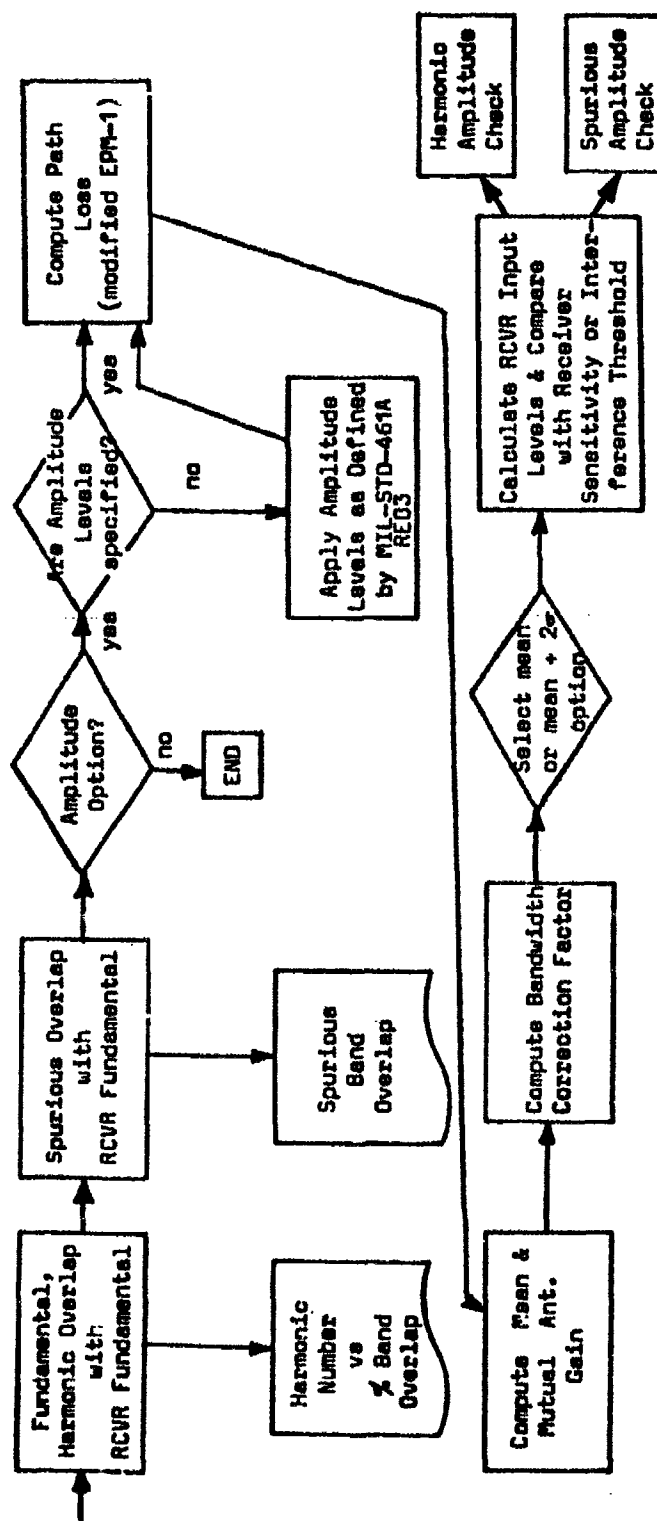 Fundamental,
Harmonic Overlap
with
RCVR Fundamental
Harmonic
Number
vs
% Band
Overlap
Spurious Overlap
with
RCVR Fundamental
Spurious
Band
Overlap
Amplitude
Option?
no
END
yes
Are Amplitude
Levels
specified?
no
Apply Amplitude
Levels as Defined
by MIL-STD-461A
RE03
yes
Compute Path
Loss
(modified EPM-1)
Compute Mean &
Mutual Ant.
Gain
Compute Bandwidth
Correction Factor
Select mean
or mean + 2σ
option
Calculate RCVR Input
Levels & Compare
with Receiver
Sensitivity or Inter-
ference Threshold
Harmonic
Amplitude
Check
Spurious
Amplitude
Check